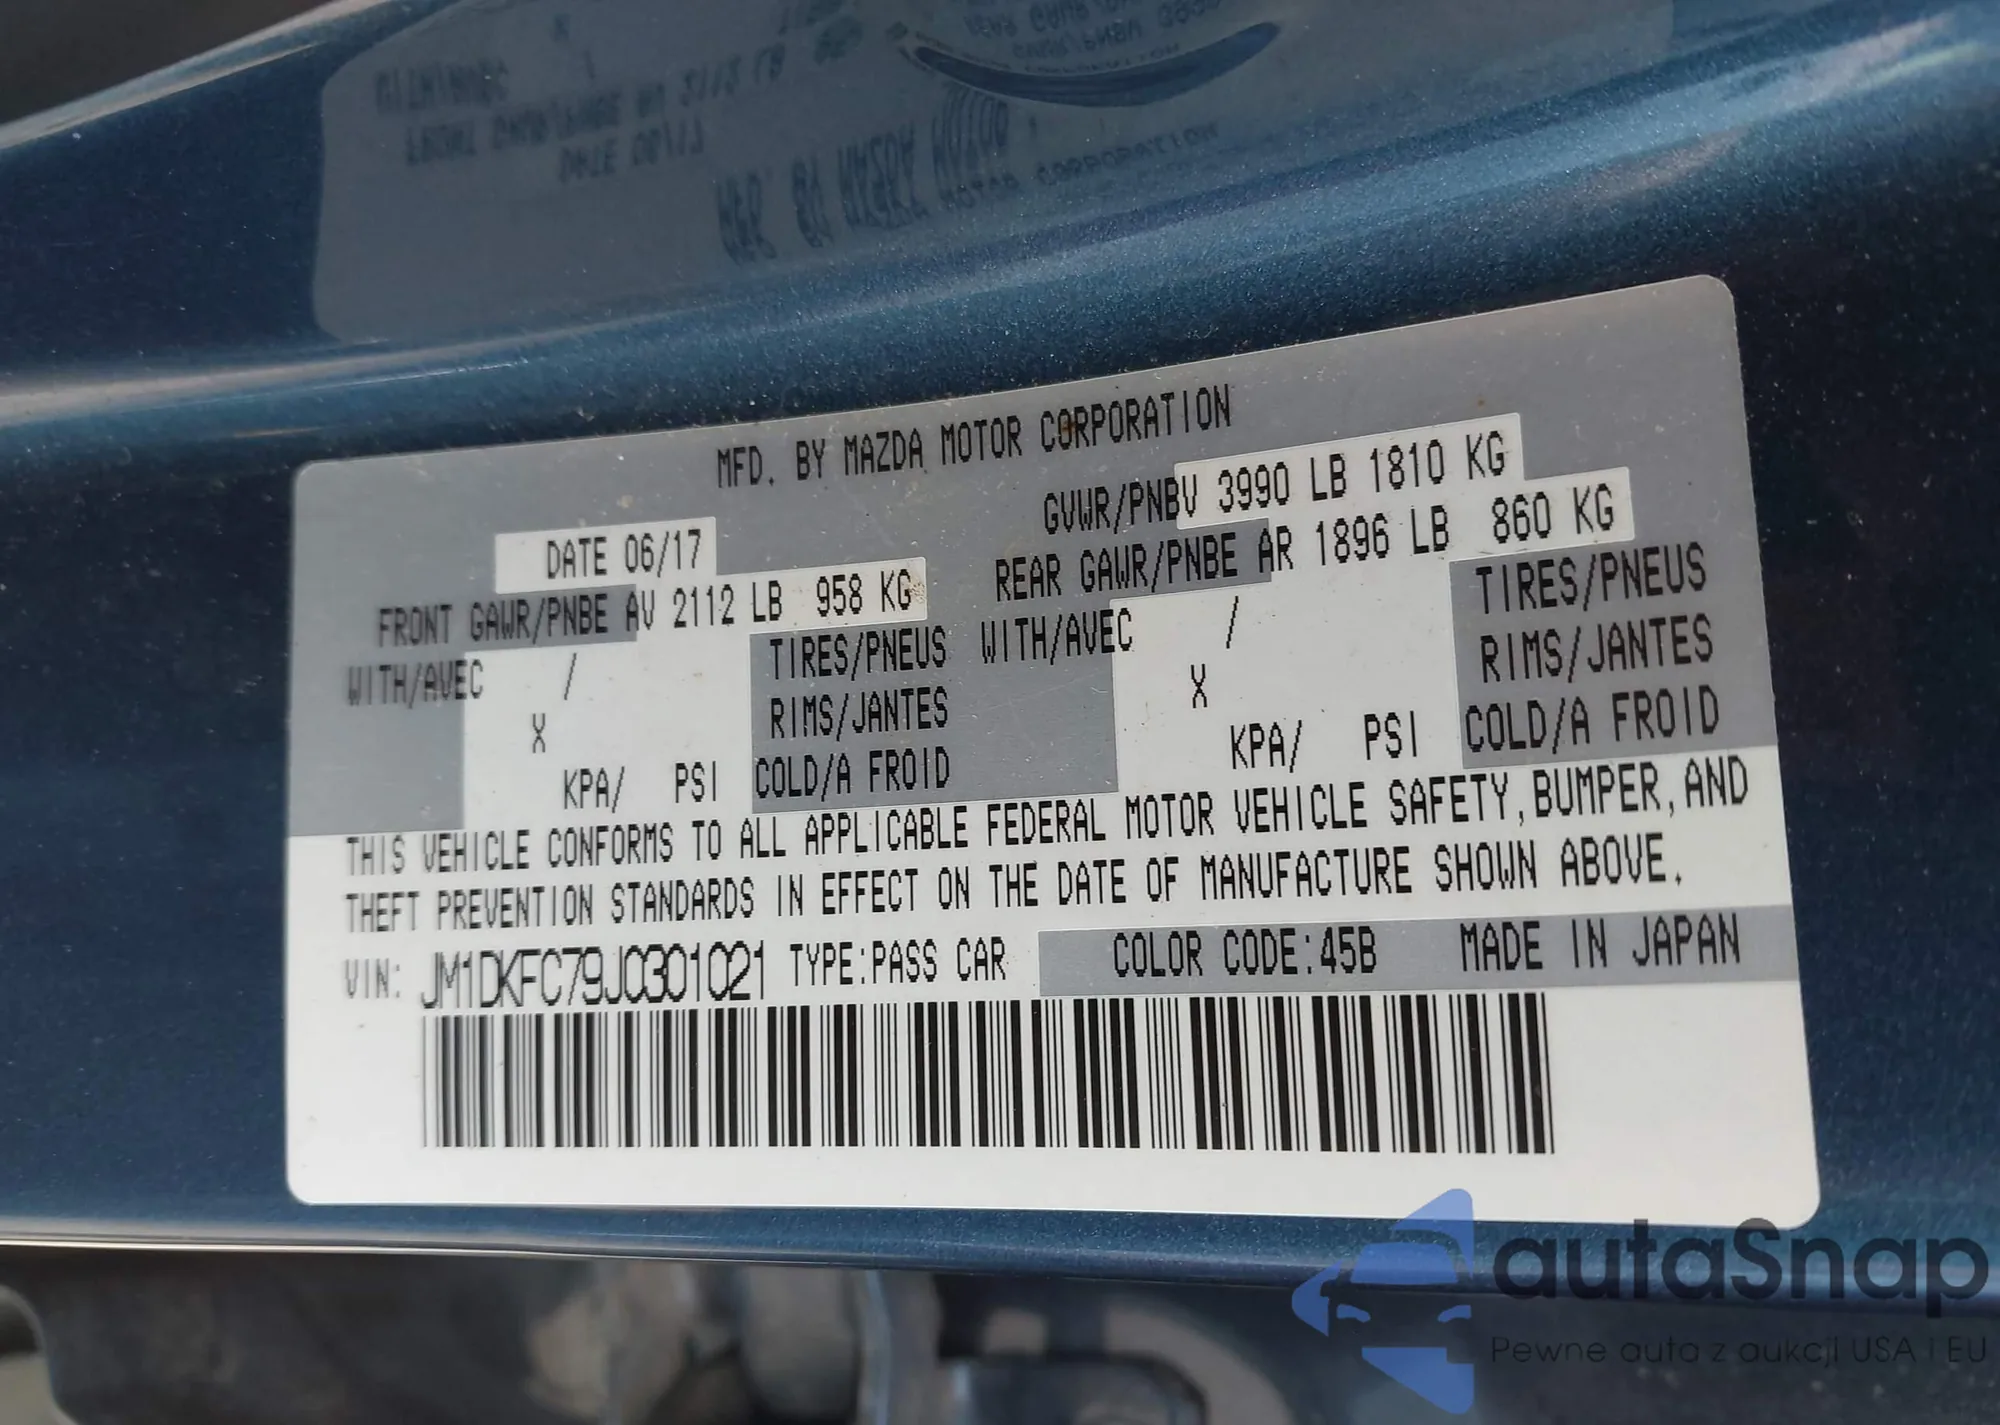 MFD. BY MAZDA MOTOR CORPORATION
DATE 06/17
GVWR/PNBV 3990 LB 1810 KG
FRONT GAWR/PNBE AV 2112 LB 958 KG
REAR GAWR/PNBE AR 1896 LB 860 KG
WITH/AVEC / TIRES/PNEUS
X RIMS/JANTES
KPA/ PSI COLD/A FROID
WITH/AVEC / TIRES/PNEUS
X RIMS/JANTES
KPA/ PSI COLD/A FROID
THIS VEHICLE CONFORMS TO ALL APPLICABLE FEDERAL MOTOR VEHICLE SAFETY, BUMPER, AND
THEFT PREVENTION STANDARDS IN EFFECT ON THE DATE OF MANUFACTURE SHOWN ABOVE.
VIN: JM1DKFC79J0301021 TYPE:PASS CAR COLOR CODE:45B MADE IN JAPAN
autaSnap
Pewne auta z aukcji USA i EU